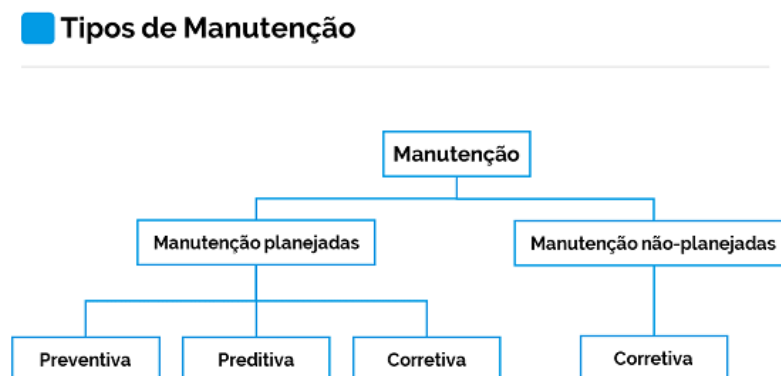 Tipos de Manutenção
Manutenção
Manutenção planejadas
Manutenção não-planejadas
Preventiva
Preditiva
Corretiva
Corretiva